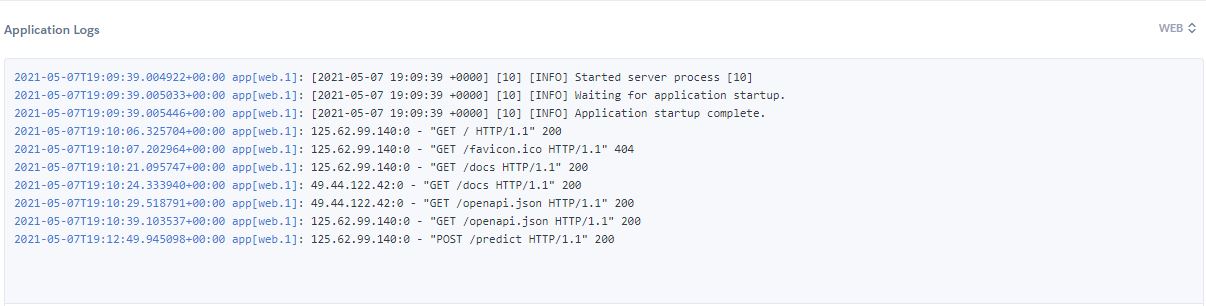 Application Logs
WEB
2021-05-07T19:09:39.004922+00:00 app[web.1]: [2021-05-07 19:09:39 +0000] [10] [INFO] Started server process [10]
2021-05-07T19:09:39.005033+00:00 app[web.1]: [2021-05-07 19:09:39 +0000] [10] [INFO] Waiting for application startup.
2021-05-07T19:09:39.005446+00:00 app[web.1]: [2021-05-07 19:09:39 +0000] [10] [INFO] Application startup complete.
2021-05-07T19:10:06.325704+00:00 app[web.1]: 125.62.99.140:0 - "GET / HTTP/1.1" 200
2021-05-07T19:10:07.202964+00:00 app[web.1]: 125.62.99.140:0 - "GET /favicon.ico HTTP/1.1" 404
2021-05-07T19:10:21.095747+00:00 app[web.1]: 125.62.99.140:0 - "GET /docs HTTP/1.1" 200
2021-05-07T19:10:24.333940+00:00 app[web.1]: 49.44.122.42:0 - "GET /docs HTTP/1.1" 200
2021-05-07T19:10:29.518791+00:00 app[web.1]: 49.44.122.42:0 - "GET /openapi.json HTTP/1.1" 200
2021-05-07T19:10:39.103537+00:00 app[web.1]: 125.62.99.140:0 - "GET /openapi.json HTTP/1.1" 200
2021-05-07T19:12:49.945098+00:00 app[web.1]: 125.62.99.140:0 - "POST /predict HTTP/1.1" 200